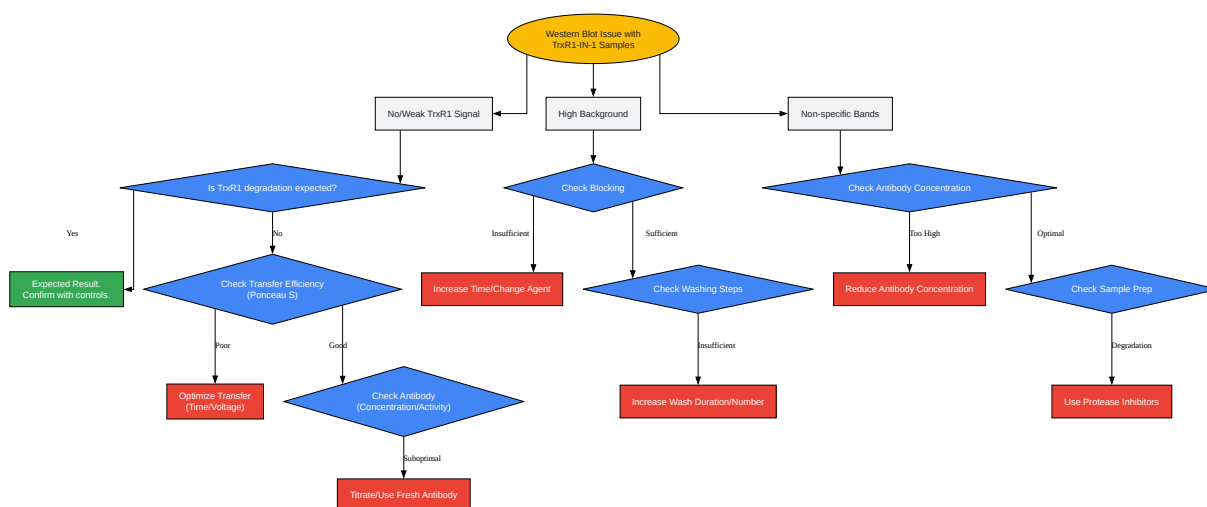 Western Blot Issue with
TrxR1-IN-1 Samples
No/Weak TrxR1 Signal
High Background
Non-specific Bands
Is TrxR1 degradation expected?
Check Blocking
Check Antibody Concentration
Yes
No
Insufficient
Sufficient
Too High
Optimal
Expected Result.
Confirm with controls.
Check Transfer Efficiency
(Ponceau S)
Increase Time/Change Agent
Check Washing Steps
Reduce Antibody Concentration
Check Sample Prep
Poor
Good
Insufficient
Degradation
Optimize Transfer
(Time/Voltage)
Check Antibody
(Concentration/Activity)
Increase Wash Duration/Number
Use Protease Inhibitors
Suboptimal
Titrate/Use Fresh Antibody